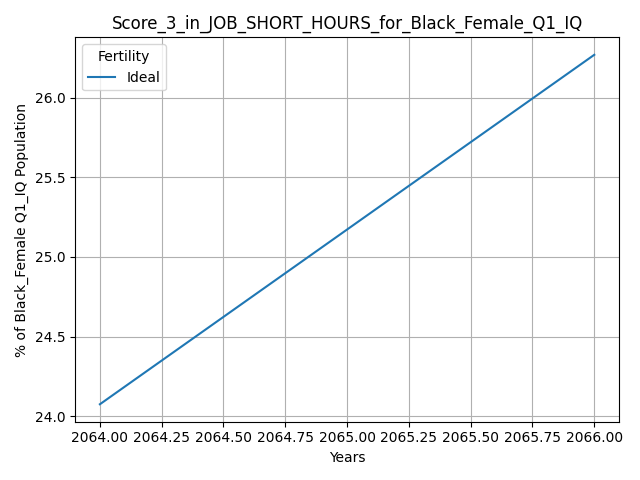 Score_3_in_JOB_SHORT_HOURS_for_Black_Female_Q1_IQ
Fertility
Ideal
% of Black_Female Q1_IQ Population
26.0
25.5
25.0
24.5
24.0
2064.00 2064.25 2064.50 2064.75 2065.00 2065.25 2065.50 2065.75 2066.00
Years